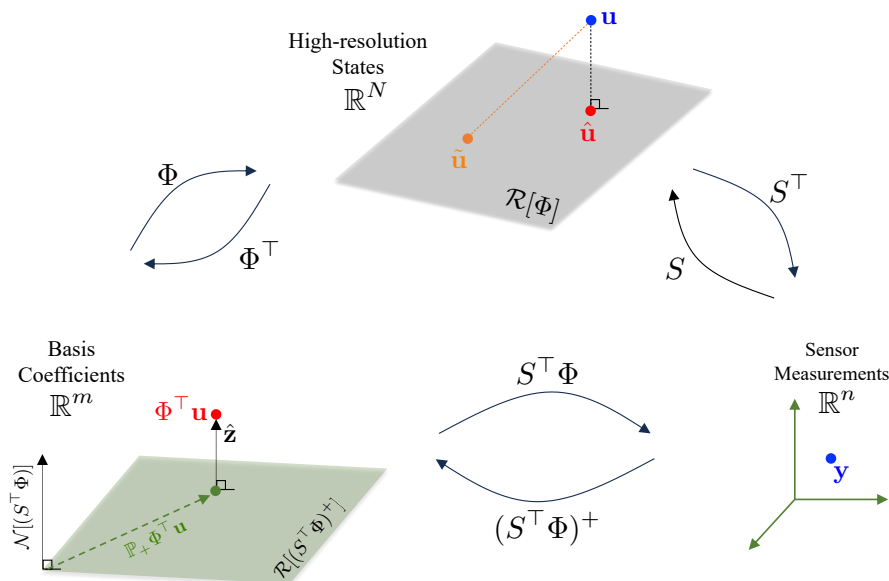 u
High-resolution
States
ℝ^N
û
ũ
R[Φ]
Φ
Φ^⊤
S^⊤
S
Basis
Coefficients
ℝ^m
Φ^⊤ u
ẑ
N[(S^⊤Φ)]
ℙ_+Φ^⊤ u
R[(S^⊤Φ)^+]
S^⊤Φ
(S^⊤Φ)^+
Sensor
Measurements
ℝ^n
y